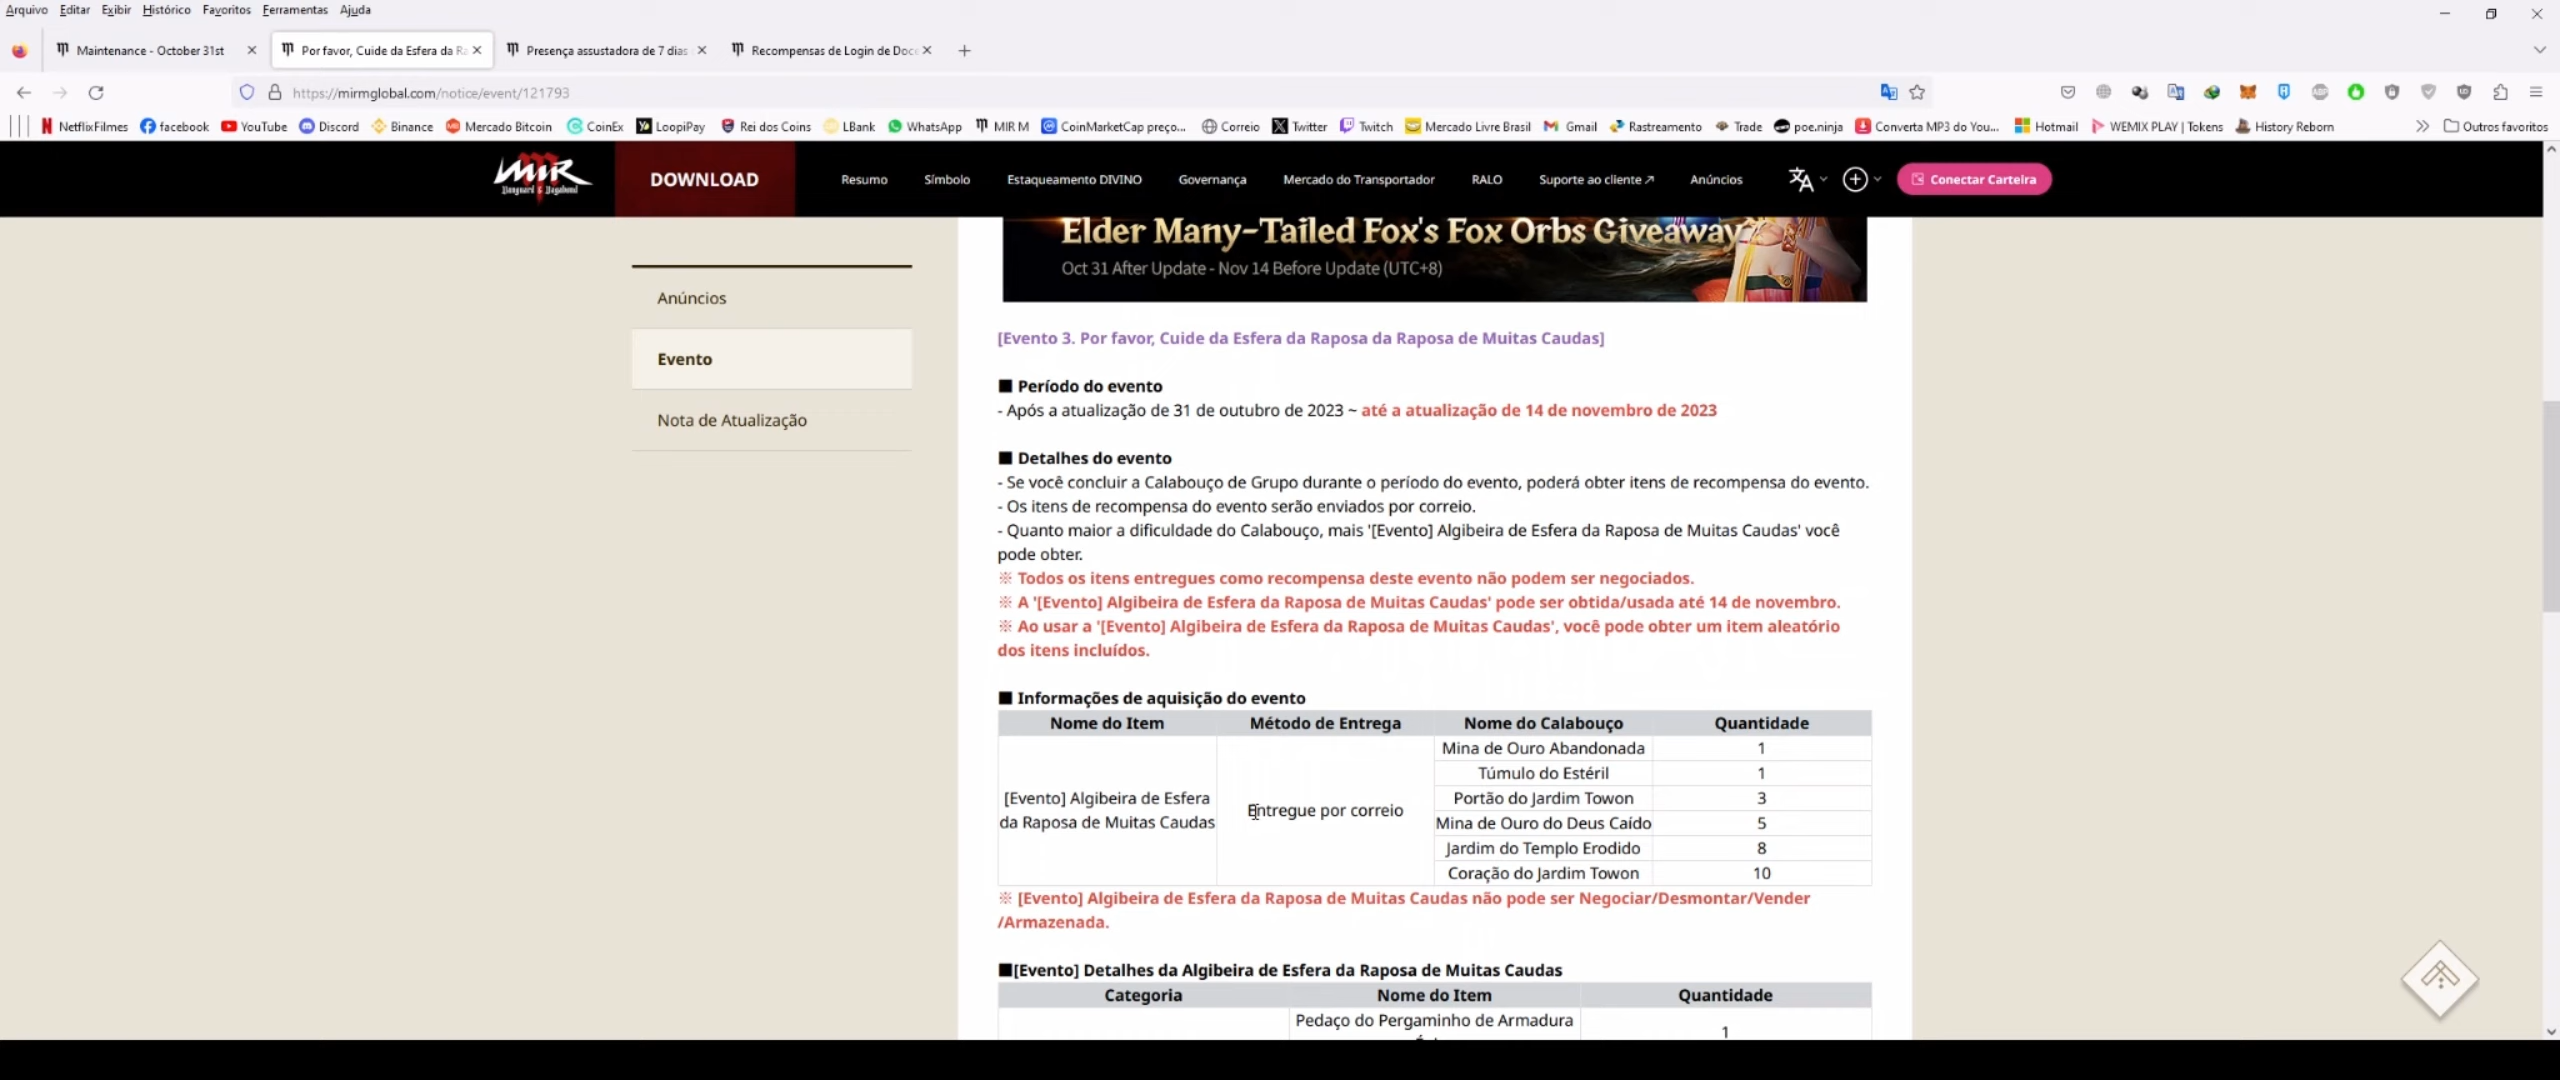 Arquivo Editar Exibir Histórico Favoritos Ferramentas Ajuda
Maintenance - October 31st
Por favor, Cuide da Esfera da Ra
Presença assustadora de 7 dias
Recompensas de Login de Doce
https://mirmglobal.com/notice/event/121793
NetflixFilmes facebook YouTube Discord Binance Mercado Bitcoin CoinEx LoopiPay Rei dos Coins LBank WhatsApp MIR M CoinMarketCap preço... Correio Twitter Twitch Mercado Livre Brasil Gmail Rastreamento Trade poe.ninja Converta MP3 do You... Hotmail WEMIX PLAY | Tokens History Reborn Outros favoritos
MIR
Vanguard & Vagabond
DOWNLOAD
Resumo Símbolo Estaqueamento DIVINO Governança Mercado do Transportador RALO Suporte ao cliente Anúncios
Conectar Carteira
Elder Many-Tailed Fox's Fox Orbs Giveaway
Oct 31 After Update - Nov 14 Before Update (UTC+8)
Anúncios
Evento
Nota de Atualização
[Evento 3. Por favor, Cuide da Esfera da Raposa da Raposa de Muitas Caudas]
■ Período do evento
- Após a atualização de 31 de outubro de 2023 ~ até a atualização de 14 de novembro de 2023
■ Detalhes do evento
- Se você concluir a Calabouço de Grupo durante o período do evento, poderá obter itens de recompensa do evento.
- Os itens de recompensa do evento serão enviados por correio.
- Quanto maior a dificuldade do Calabouço, mais '[Evento] Algibeira de Esfera da Raposa de Muitas Caudas' você
pode obter.
※ Todos os itens entregues como recompensa deste evento não podem ser negociados.
※ A '[Evento] Algibeira de Esfera da Raposa de Muitas Caudas' pode ser obtida/usada até 14 de novembro.
※ Ao usar a '[Evento] Algibeira de Esfera da Raposa de Muitas Caudas', você pode obter um item aleatório
dos itens incluídos.
■ Informações de aquisição do evento
Nome do Item Método de Entrega Nome do Calabouço Quantidade
[Evento] Algibeira de Esfera
da Raposa de Muitas Caudas
Entregue por correio
Mina de Ouro Abandonada 1
Túmulo do Estéril 1
Portão do Jardim Towon 3
Mina de Ouro do Deus Caído 5
Jardim do Templo Erodido 8
Coração do Jardim Towon 10
※ [Evento] Algibeira de Esfera da Raposa de Muitas Caudas não pode ser Negociar/Desmontar/Vender
/Armazenada.
■[Evento] Detalhes da Algibeira de Esfera da Raposa de Muitas Caudas
Categoria Nome do Item Quantidade
Pedaço do Pergaminho de Armadura
1